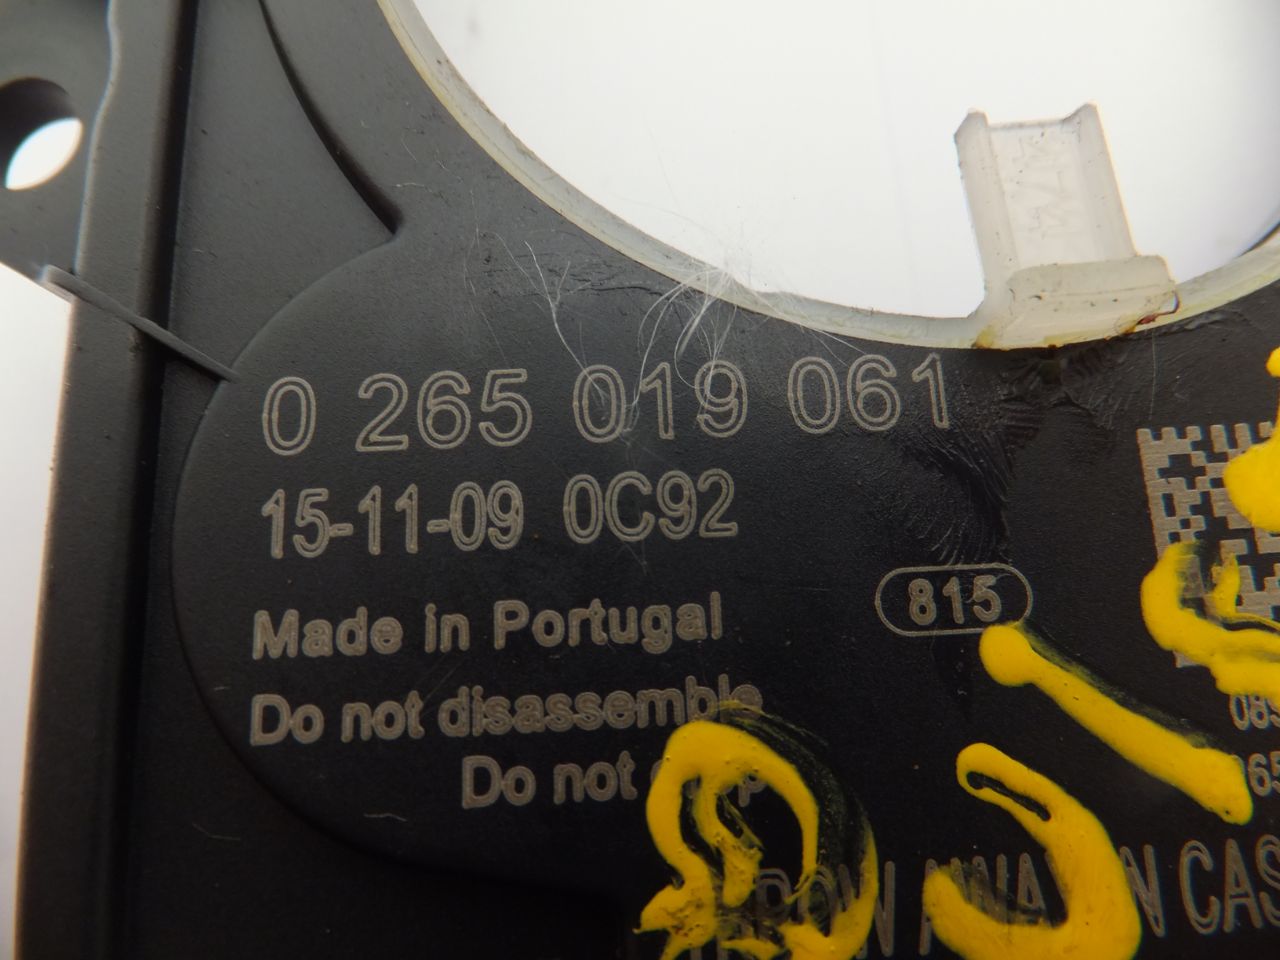 0 265 019 061
15-11-09 0C92
Made in Portugal
815
Do not disassemble
Do not